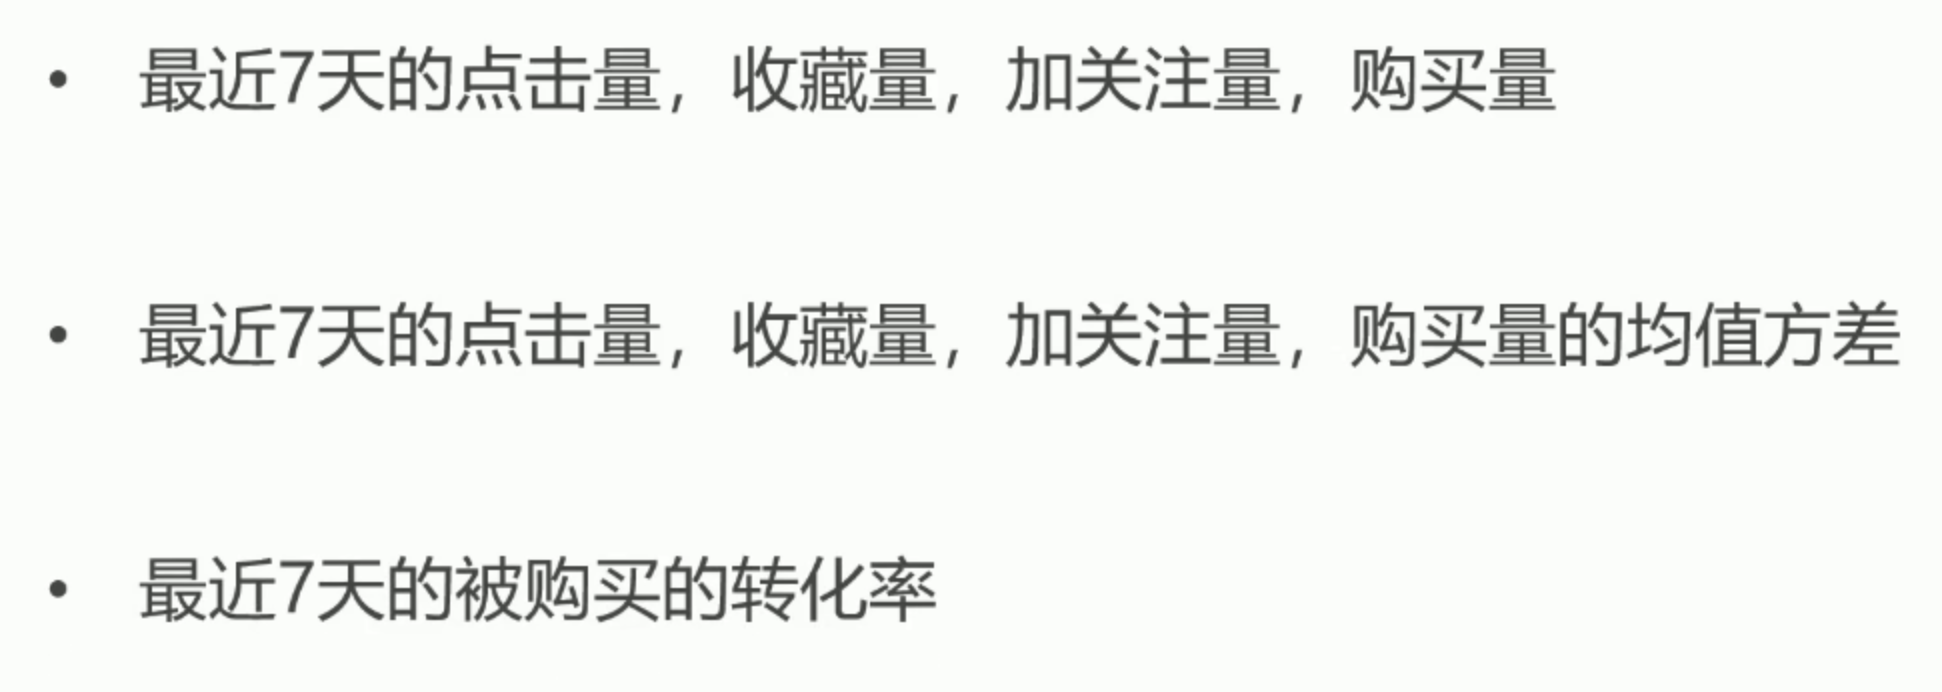 • 最近7天的点击量，收藏量，加关注量，购买量
• 最近7天的点击量，收藏量，加关注量，购买量的均值方差
• 最近7天的被购买的转化率